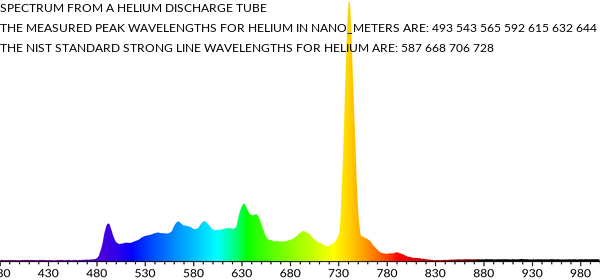 SPECTRUM FROM A HELIUM DISCHARGE TUBE
THE MEASURED PEAK WAVELENGTHS FOR HELIUM IN NANO_METERS ARE: 493 543 565 592 615 632 644
THE NIST STANDARD STRONG LINE WAVELENGTHS FOR HELIUM ARE: 587 668 706 728
80 430 480 530 580 630 680 730 780 830 880 930 980